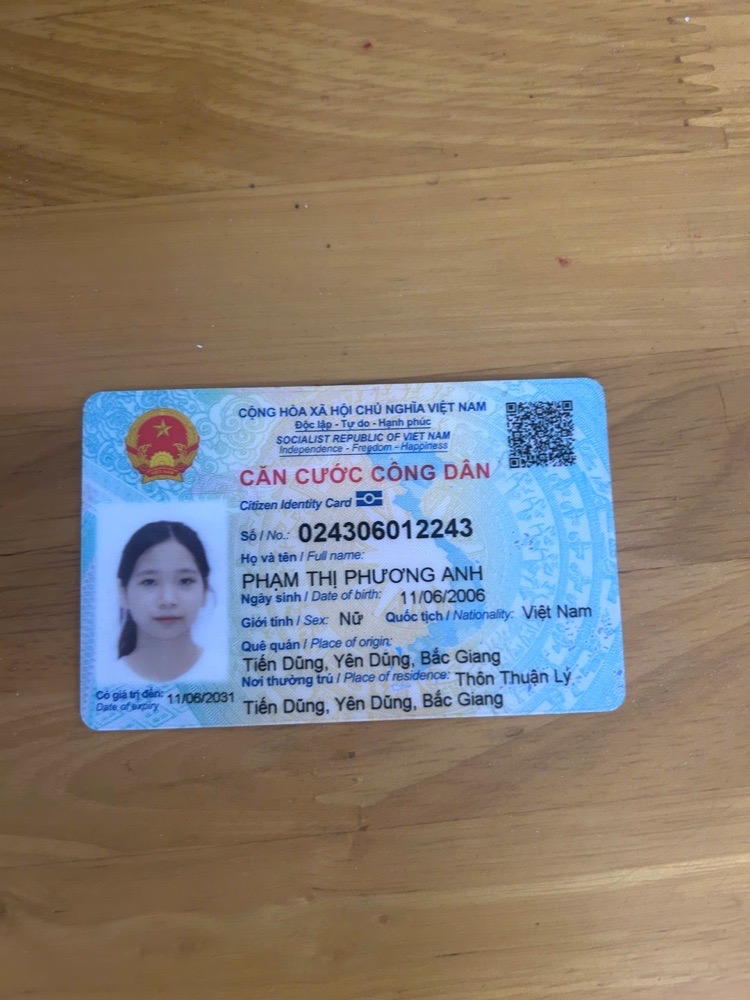 CỘNG HÒA XÃ HỘI CHỦ NGHĨA VIỆT NAM
Độc lập - Tự do - Hạnh phúc
SOCIALIST REPUBLIC OF VIET NAM
Independence - Freedom - Happiness
CĂN CƯỚC CÔNG DÂN
Citizen Identity Card
Số / No.: 024306012243
Họ và tên / Full name:
PHẠM THỊ PHƯƠNG ANH
Ngày sinh / Date of birth: 11/06/2006
Giới tính / Sex: Nữ Quốc tịch / Nationality: Việt Nam
Quê quán / Place of origin:
Tiến Dũng, Yên Dũng, Bắc Giang
Nơi thường trú / Place of residence: Thôn Thuận Lý
Tiến Dũng, Yên Dũng, Bắc Giang
Có giá trị đến: 11/06/2031
Date of expiry